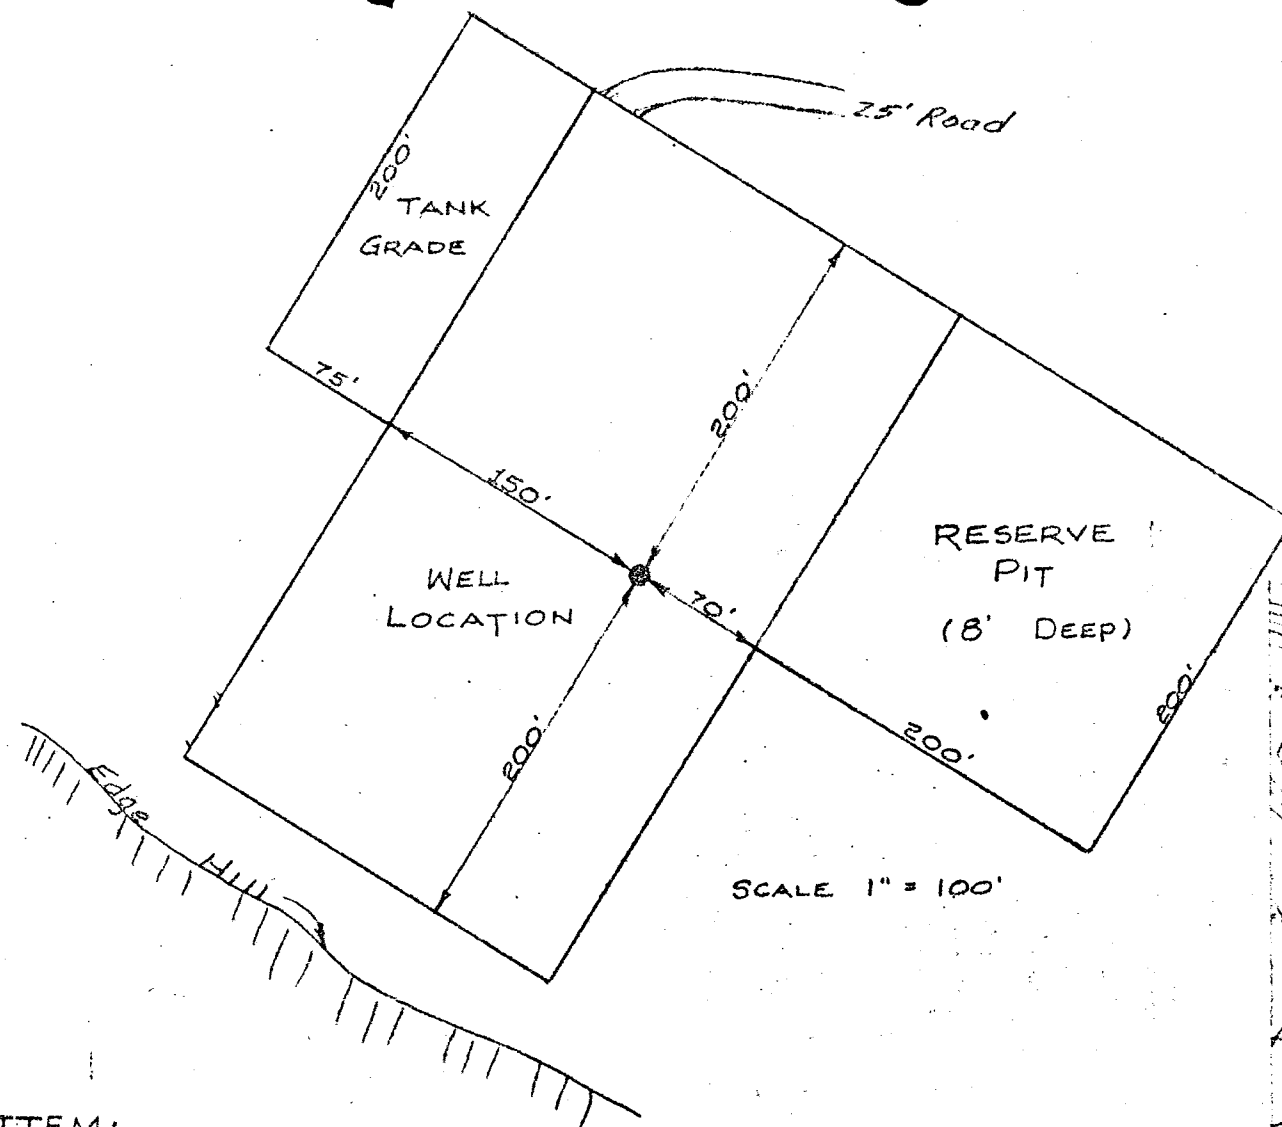 25' Road
200'
TANK
GRADE
75'
200'
150'
RESERVE
PIT
(8' DEEP)
WELL
LOCATION
70'
200'
200'
200'
Edge
Hill
SCALE 1" = 100'